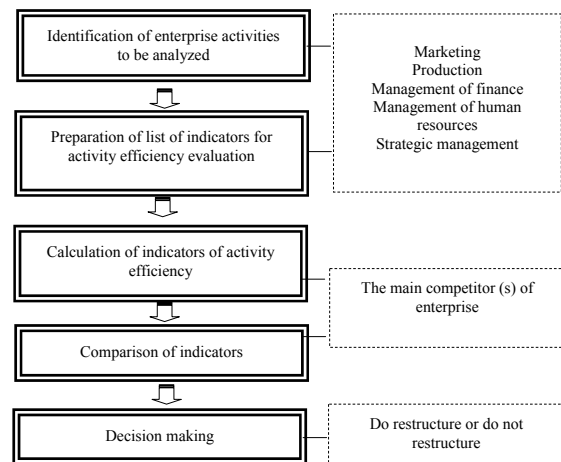 Identification of enterprise activities
to be analyzed
Marketing
Production
Management of finance
Management of human
resources
Strategic management
Preparation of list of indicators for
activity efficiency evaluation
Calculation of indicators of activity
efficiency
The main competitor (s) of
enterprise
Comparison of indicators
Decision making
Do restructure or do not
restructure